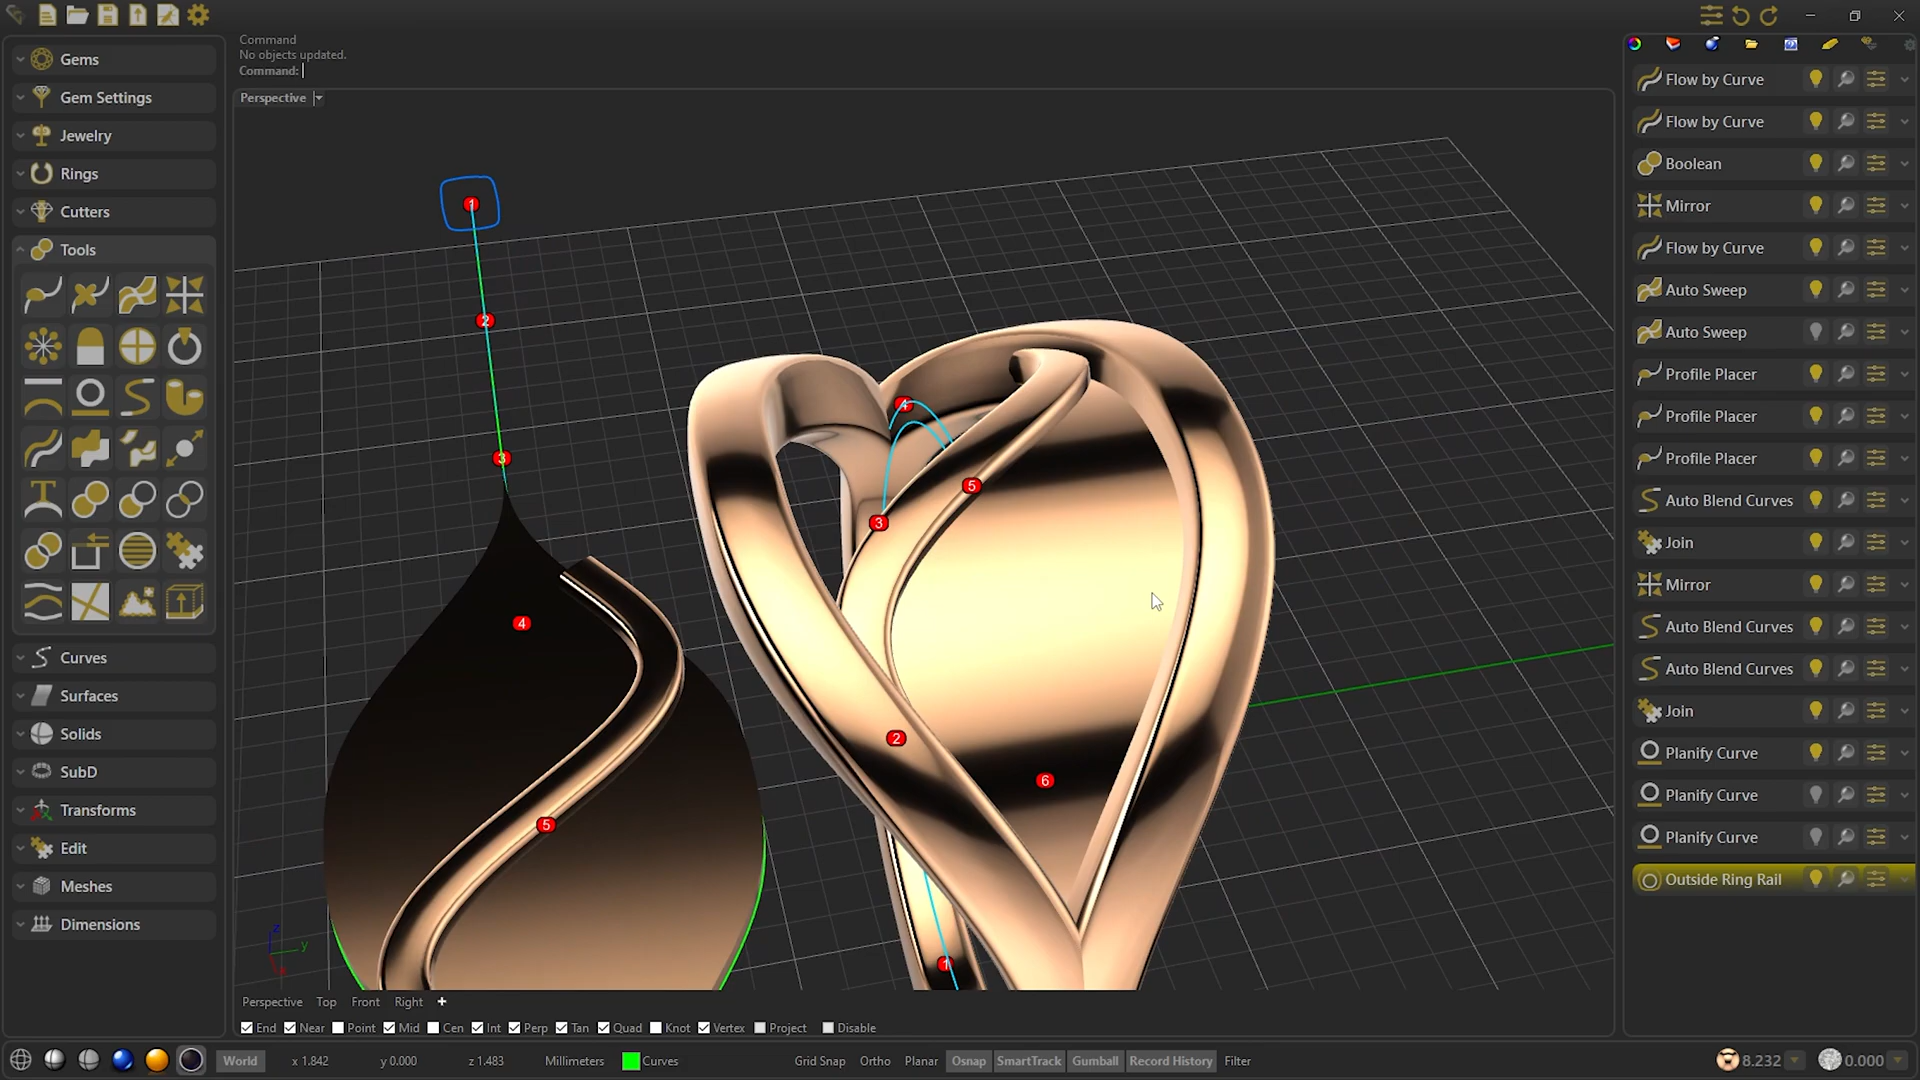 Command
No objects updated.
Command:
Perspective
Gems
Gem Settings
Jewelry
Rings
Cutters
Tools
Curves
Surfaces
Solids
SubD
Transforms
Edit
Meshes
Dimensions
1
2
3
4
5
4
3
5
2
6
1
z
y
x
Flow by Curve
Flow by Curve
Boolean
Mirror
Flow by Curve
Auto Sweep
Auto Sweep
Profile Placer
Profile Placer
Profile Placer
Auto Blend Curves
Join
Mirror
Auto Blend Curves
Auto Blend Curves
Join
Planify Curve
Planify Curve
Planify Curve
Outside Ring Rail
Perspective Top Front Right
End Near Point Mid Cen Int Perp Tan Quad Knot Vertex Project Disable
World x 1.842 y 0.000 z 1.483 Millimeters Curves Grid Snap Ortho Planar Osnap SmartTrack Gumball Record History Filter 8.232 0.000